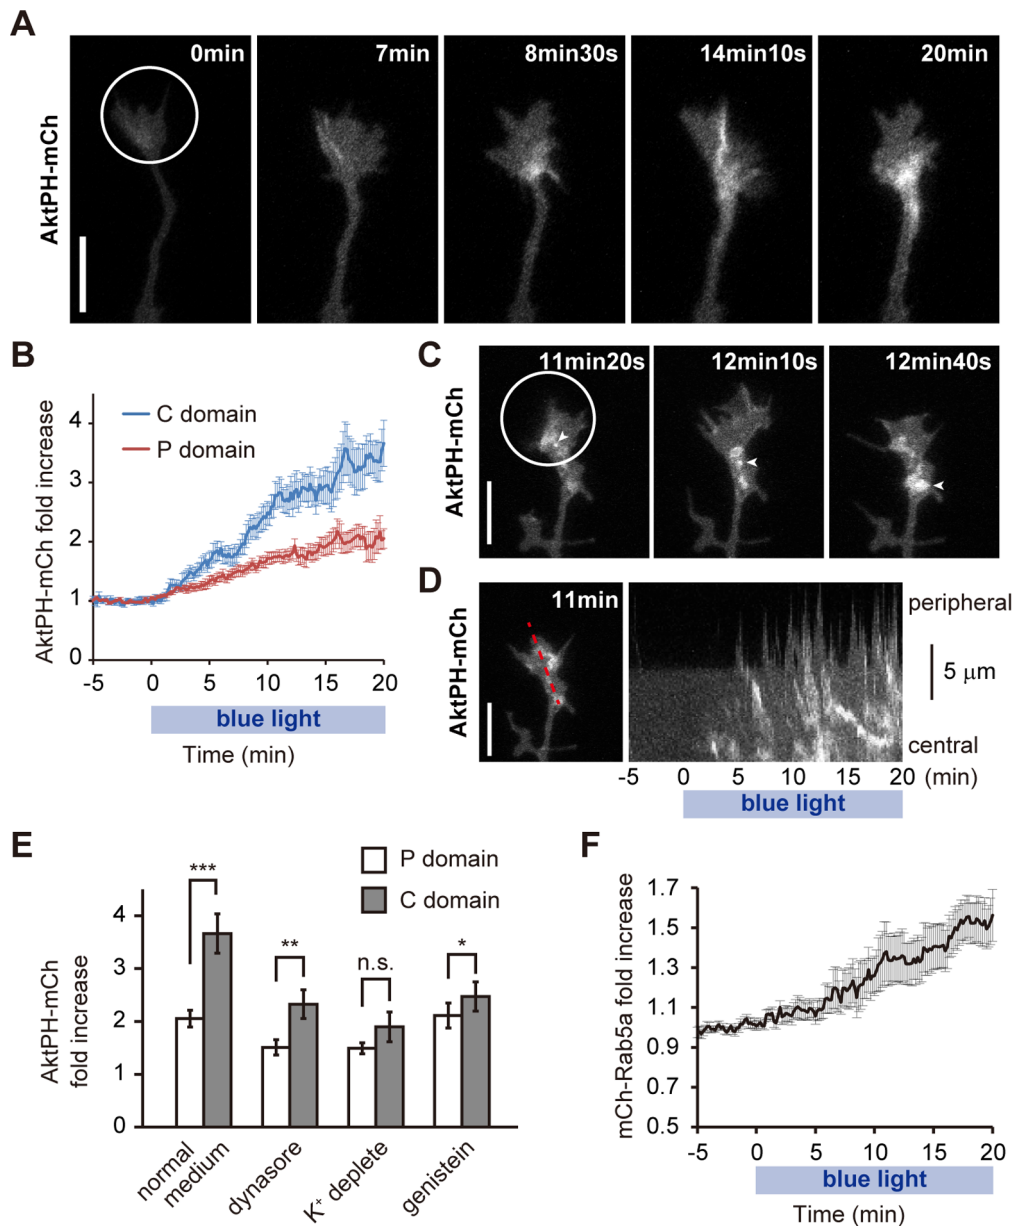 A
AktPH-mCh
0min
7min
8min30s
14min10s
20min
B
AktPH-mCh fold increase
4
3
2
1
0
C domain
P domain
-5 0 5 10 15 20
blue light
Time (min)
C
AktPH-mCh
11min20s
12min10s
12min40s
D
AktPH-mCh
11min
peripheral
5 μm
central
-5 0 5 10 15 20 (min)
blue light
E
AktPH-mCh
fold increase
P domain
C domain
4
3
2
1
0
***
**
n.s.
*
normal
medium
dynasore
K⁺ deplete
genistein
F
mCh-Rab5a fold increase
1.7
1.5
1.3
1.1
0.9
0.7
0.5
-5 0 5 10 15 20
blue light
Time (min)